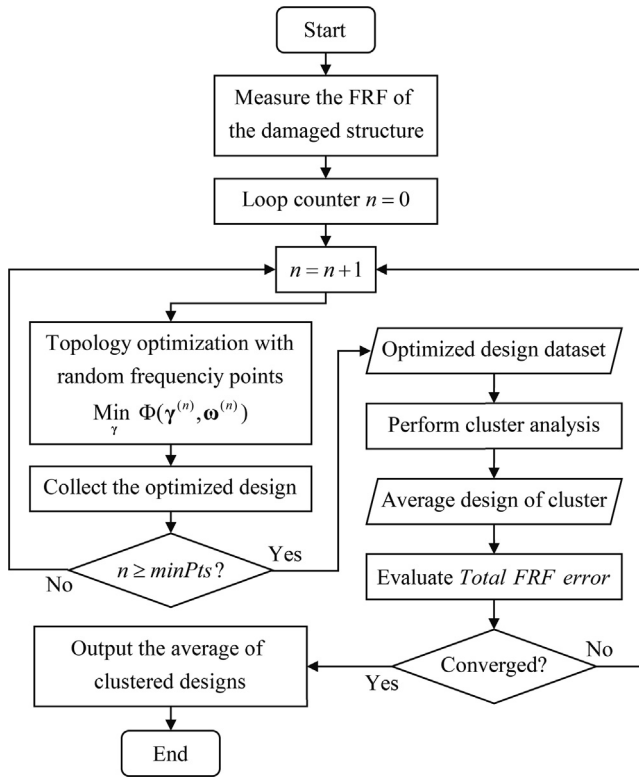 Start
Measure the FRF of
the damaged structure
Loop counter n = 0
n = n+1
Topology optimization with
random frequenciy points
Min Φ(γ⁽ⁿ⁾,ω⁽ⁿ⁾)
γ
Collect the optimized design
n ≥ minPts?
No
Yes
Optimized design dataset
Perform cluster analysis
Average design of cluster
Evaluate Total FRF error
Converged?
No
Yes
Output the average of
clustered designs
End